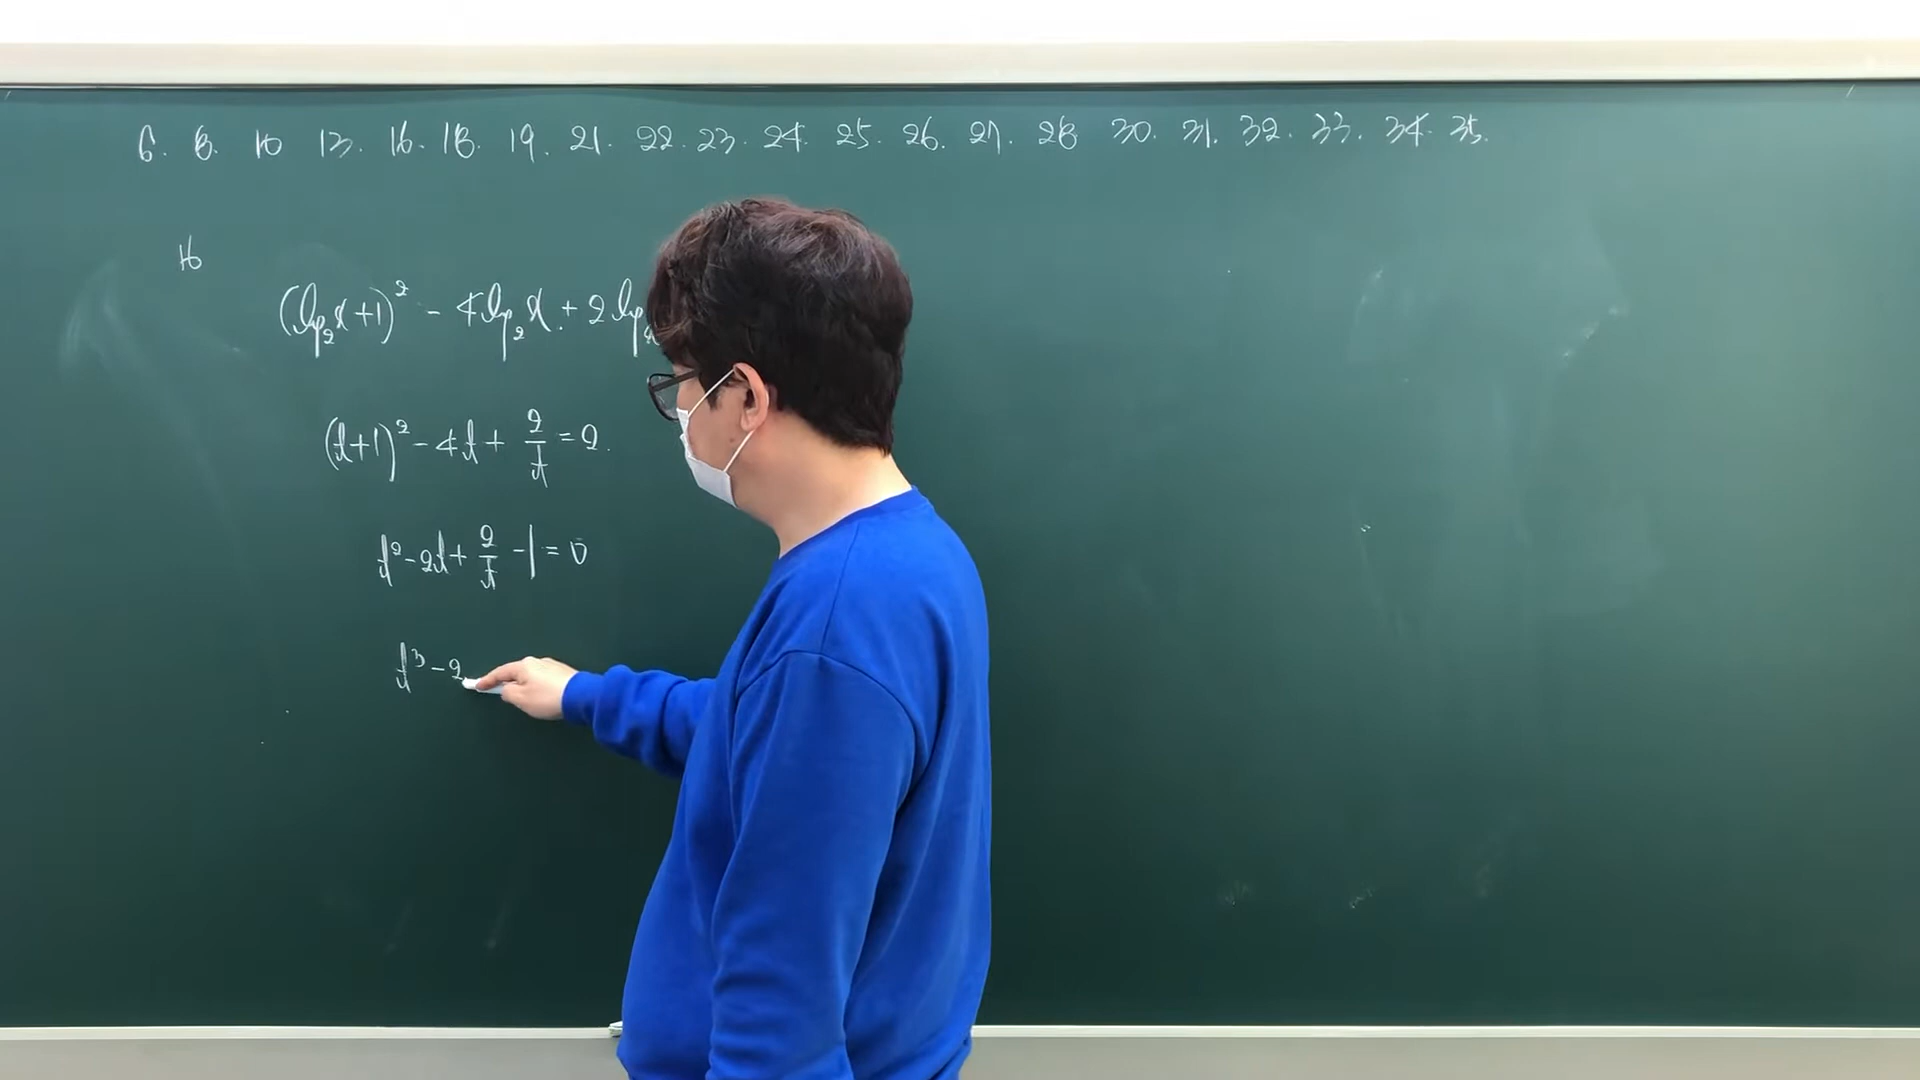 6. 8. 10 13. 16. 18. 19. 21. 22. 23. 24. 25. 26. 27. 28 30. 31. 32. 33. 34. 35.
16
(log₂x+1)² - 4log₂x + 2log
(t+1)² - 4t + 2/t = 2.
t² - 2t + 2/t - 1 = 0
t³ - 2